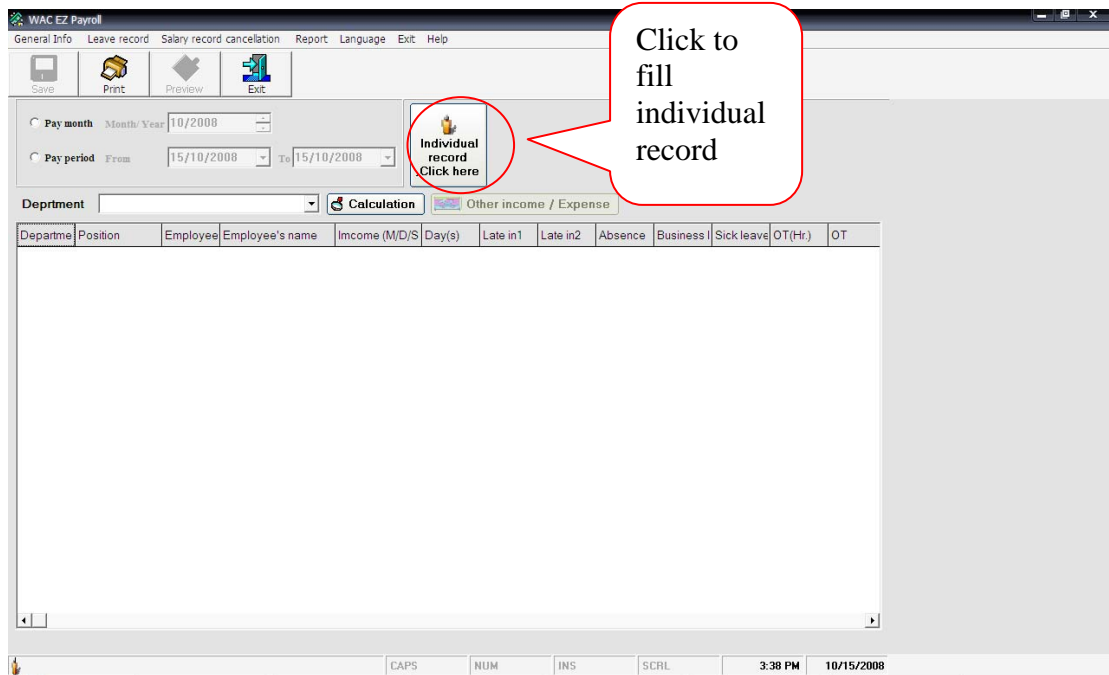 WAC EZ Payroll
General Info Leave record Salary record cancellation Report Language Exit Help
Save Print Preview Exit
Click to
fill
individual
record
Pay month Month/ Year 10/2008
Pay period From 15/10/2008 To 15/10/2008
Individual
record
,Click here
Deprtment Calculation Other income / Expense
Departme Position Employee Employee's name Imcome (M/D/S Day(s) Late in1 Late in2 Absence Business l Sick leave OT(Hr.) OT
CAPS NUM INS SCRL 3:38 PM 10/15/2008